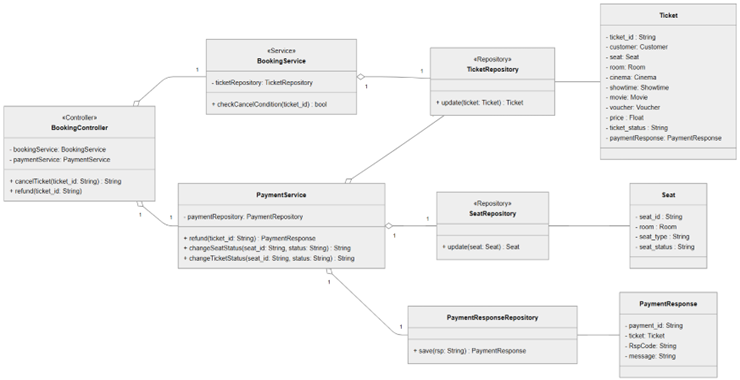 «Controller»
BookingController
- bookingService: BookingService
- paymentService: PaymentService
+ cancelTicket(ticket_id: String) : String
+ refund(ticket_id: String)
1
1
1
1
«Service»
BookingService
- ticketRepository: TicketRepository
+ checkCancelCondition(ticket_id) : bool
1
1
«Repository»
TicketRepository
+ update(ticket: Ticket) : Ticket
Ticket
- ticket_id : String
- customer: Customer
- seat: Seat
- room: Room
- cinema: Cinema
- showtime: Showtime
- movie: Movie
- voucher: Voucher
- price : Float
- ticket_status : String
- paymentResponse: PaymentResponse
PaymentService
- paymentRepository: PaymentRepository
+ refund(ticket_id: String) : PaymentResponse
+ changeSeatStatus(seat_id: String, status: String) : String
+ changeTicketStatus(seat_id: String, status: String) : String
1
1
1
1
«Repository»
SeatRepository
+ update(seat: Seat) : Seat
Seat
- seat_id : String
- room : Room
- seat_type : String
- seat_status : String
PaymentResponseRepository
+ save(rsp: String) : PaymentResponse
PaymentResponse
- payment_id: String
- ticket: Ticket
- RspCode: String
- message: String